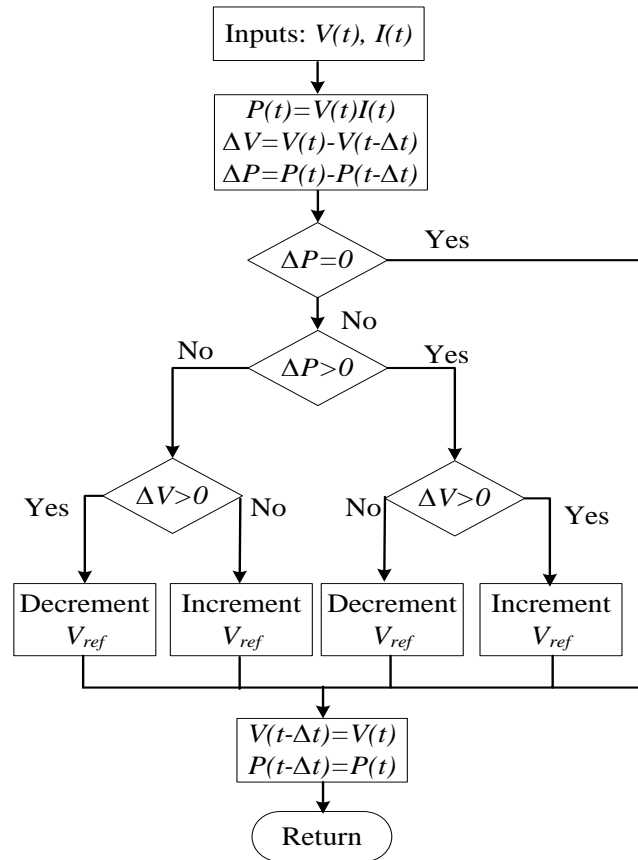 Inputs: V(t), I(t)
P(t)=V(t)I(t)
ΔV=V(t)-V(t-Δt)
ΔP=P(t)-P(t-Δt)
Yes
ΔP=0
No
No
Yes
ΔP>0
Yes
ΔV>0
No
No
ΔV>0
Yes
Decrement
Vref
Increment
Vref
Decrement
Vref
Increment
Vref
V(t-Δt)=V(t)
P(t-Δt)=P(t)
Return